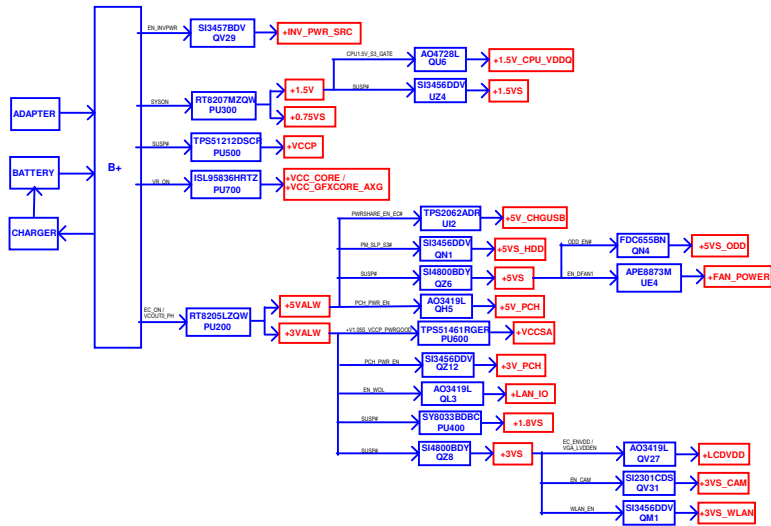 ADAPTER
BATTERY
CHARGER
B+
EN_INVPWR
SI3457BDV
QV29
+INV_PWR_SRC
SYSON
RT8207MZQW
PU300
+1.5V
+0.75VS
CPU1.5V_S3_GATE
AO4728L
QU6
+1.5V_CPU_VDDQ
SUSP#
SI3456DDV
UZ4
+1.5VS
SUSP#
TPS51212DSCR
PU500
+VCCP
VR_ON
ISL95836HRTZ
PU700
+VCC_CORE /
+VCC_GFXCORE_AXG
EC_ON /
VCOUT0_PH
RT8205LZQW
PU200
+5VALW
+3VALW
PWRSHARE_EN_EC#
TPS2062ADR
UI2
+5V_CHGUSB
PM_SLP_S3#
SI3456DDV
QN1
+5VS_HDD
SUSP#
SI4800BDY
QZ6
+5VS
ODD_EN#
FDC655BN
QN4
+5VS_ODD
EN_DFAN1
APE8873M
UE4
+FAN_POWER
PCH_PWR_EN
AO3419L
QH5
+5V_PCH
+V1.05S_VCCP_PWRGOOD
TPS51461RGER
PU600
+VCCSA
PCH_PWR_EN
SI3456DDV
QZ12
+3V_PCH
EN_WOL
AO3419L
QL3
+LAN_IO
SUSP#
SY8033BDBC
PU400
+1.8VS
SUSP#
SI4800BDY
QZ8
+3VS
EC_ENVDD /
VGA_LVDDEN
AO3419L
QV27
+LCDVDD
EN_CAM
SI2301CDS
QV31
+3VS_CAM
WLAN_EN
SI3456DDV
QM1
+3VS_WLAN